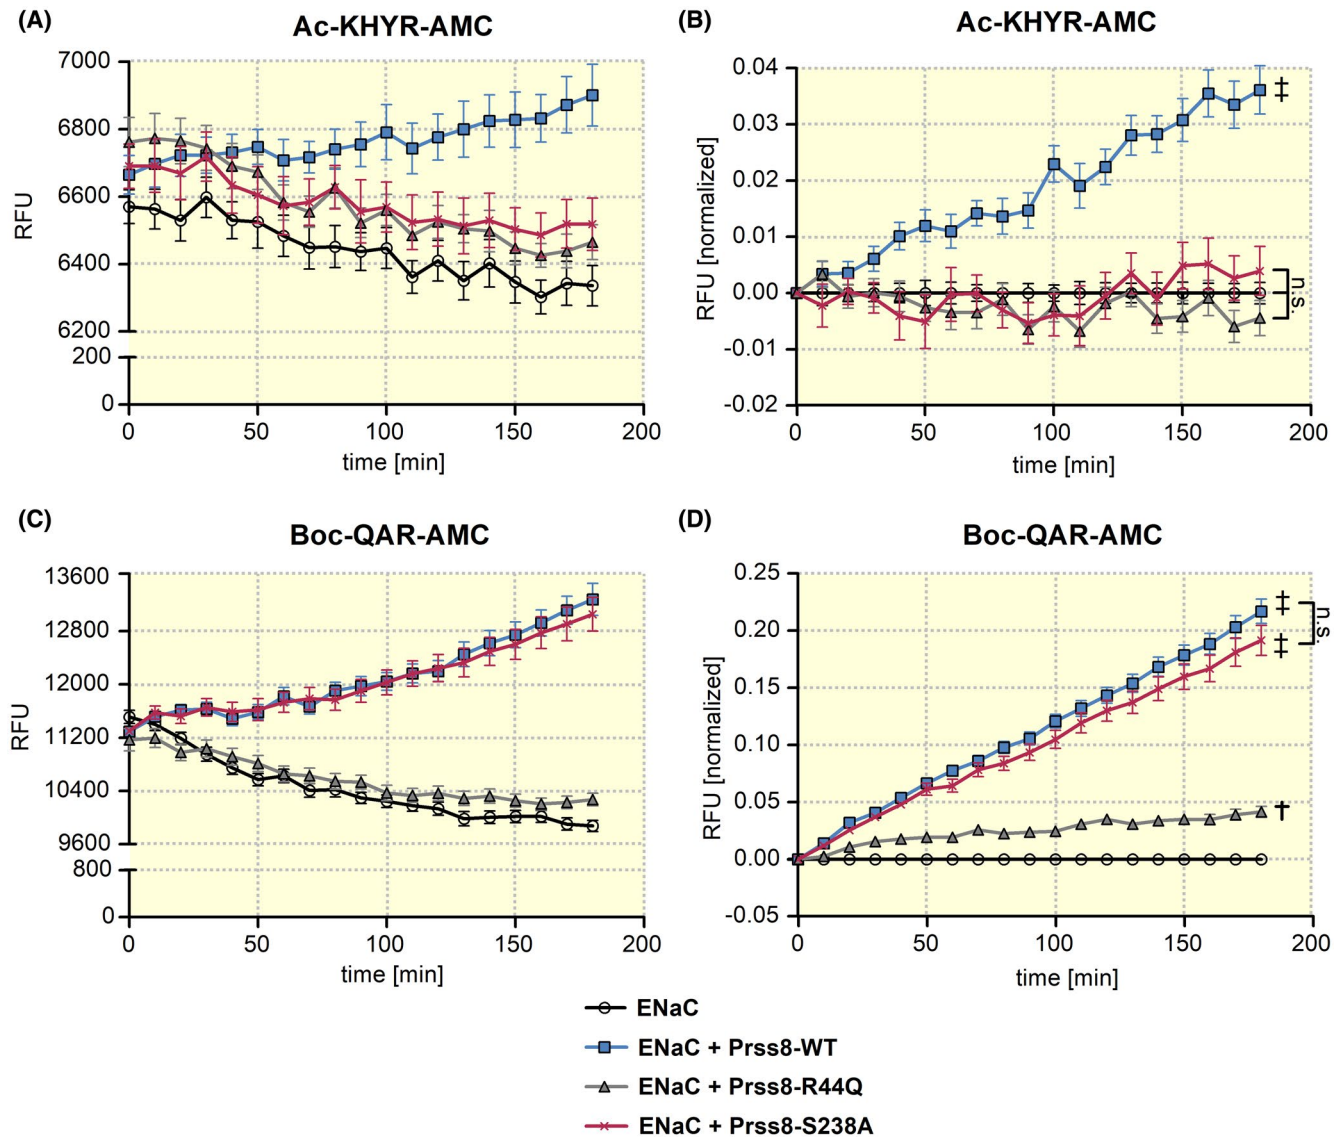 (A)
Ac-KHYR-AMC
7000
6800
6600
6400
6200
200
0
RFU
0 50 100 150 200
time [min]
(B)
Ac-KHYR-AMC
0.04
0.03
0.02
0.01
0.00
-0.01
-0.02
RFU [normalized]
‡
n.s.
0 50 100 150 200
time [min]
(C)
Boc-QAR-AMC
13600
12800
12000
11200
10400
9600
800
0
RFU
0 50 100 150 200
time [min]
(D)
Boc-QAR-AMC
0.25
0.20
0.15
0.10
0.05
0.00
-0.05
RFU [normalized]
‡
‡
n.s.
†
0 50 100 150 200
time [min]
ENaC
ENaC + Prss8-WT
ENaC + Prss8-R44Q
ENaC + Prss8-S238A